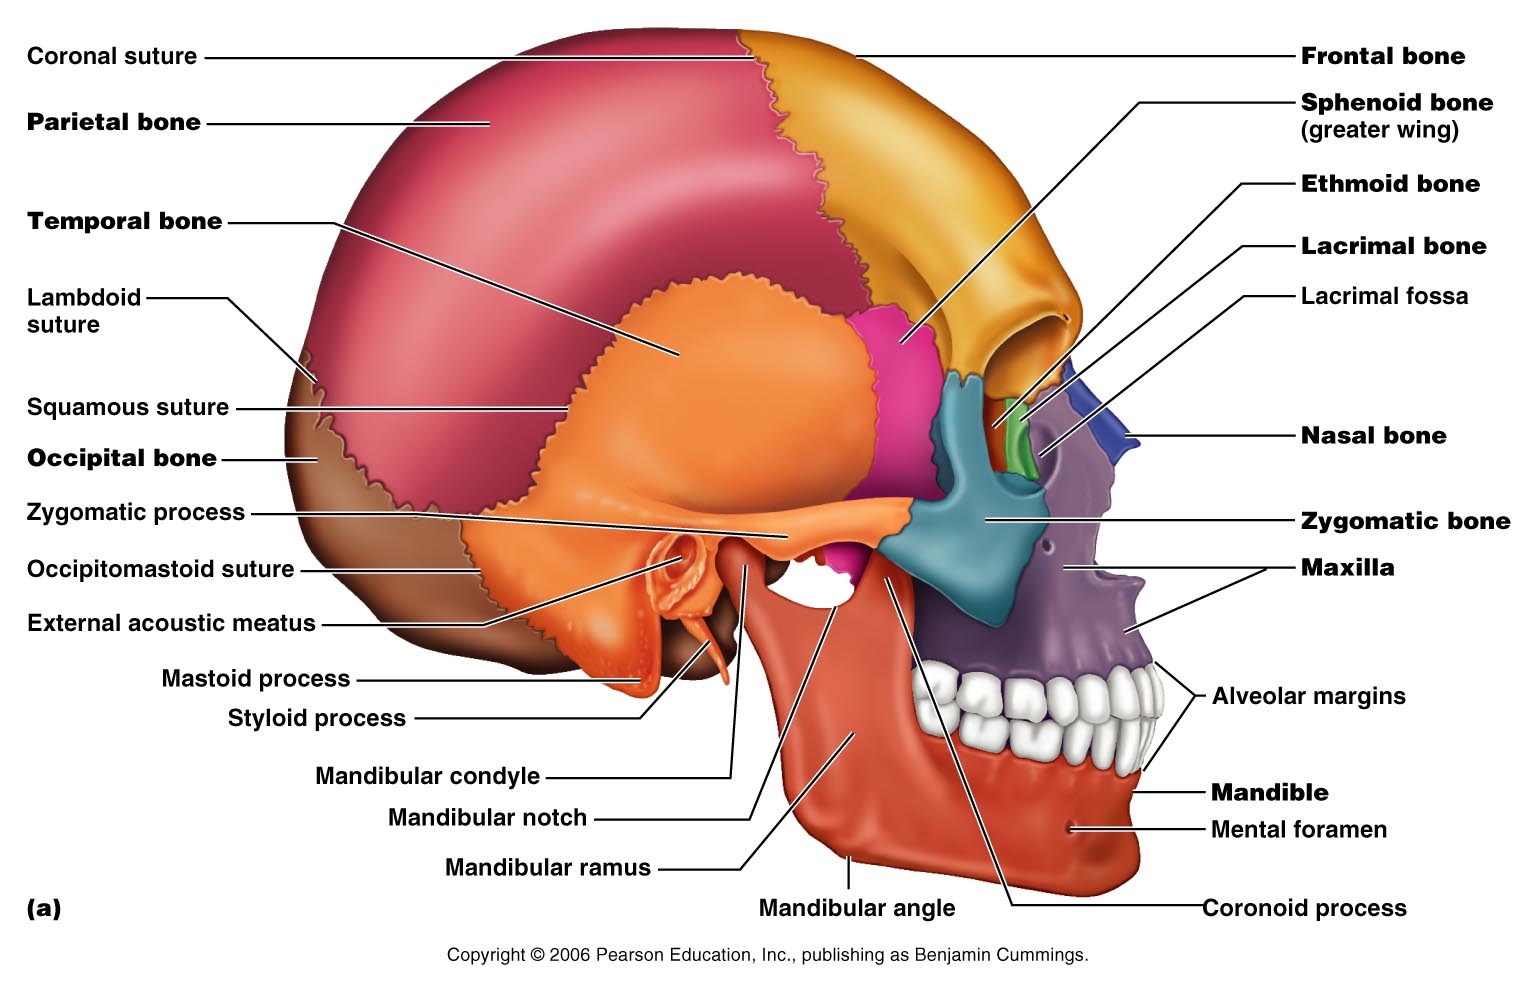 Coronal suture
Parietal bone
Temporal bone
Lambdoid
suture
Squamous suture
Occipital bone
Zygomatic process
Occipitomastoid suture
External acoustic meatus
Mastoid process
Styloid process
Mandibular condyle
Mandibular notch
Mandibular ramus
Mandibular angle
Frontal bone
Sphenoid bone
(greater wing)
Ethmoid bone
Lacrimal bone
Lacrimal fossa
Nasal bone
Zygomatic bone
Maxilla
Alveolar margins
Mandible
Mental foramen
Coronoid process
(a)
Copyright © 2006 Pearson Education, Inc., publishing as Benjamin Cummings.